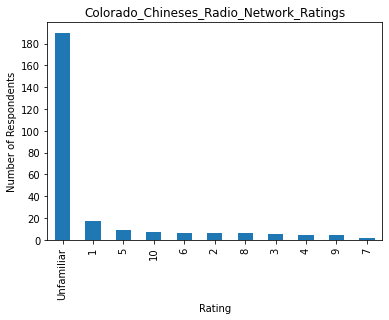 Colorado_Chineses_Radio_Network_Ratings
180
160
140
120
100
80
60
40
20
0
Number of Respondents
Unfamiliar 1 5 10 6 2 8 3 4 9 7
Rating